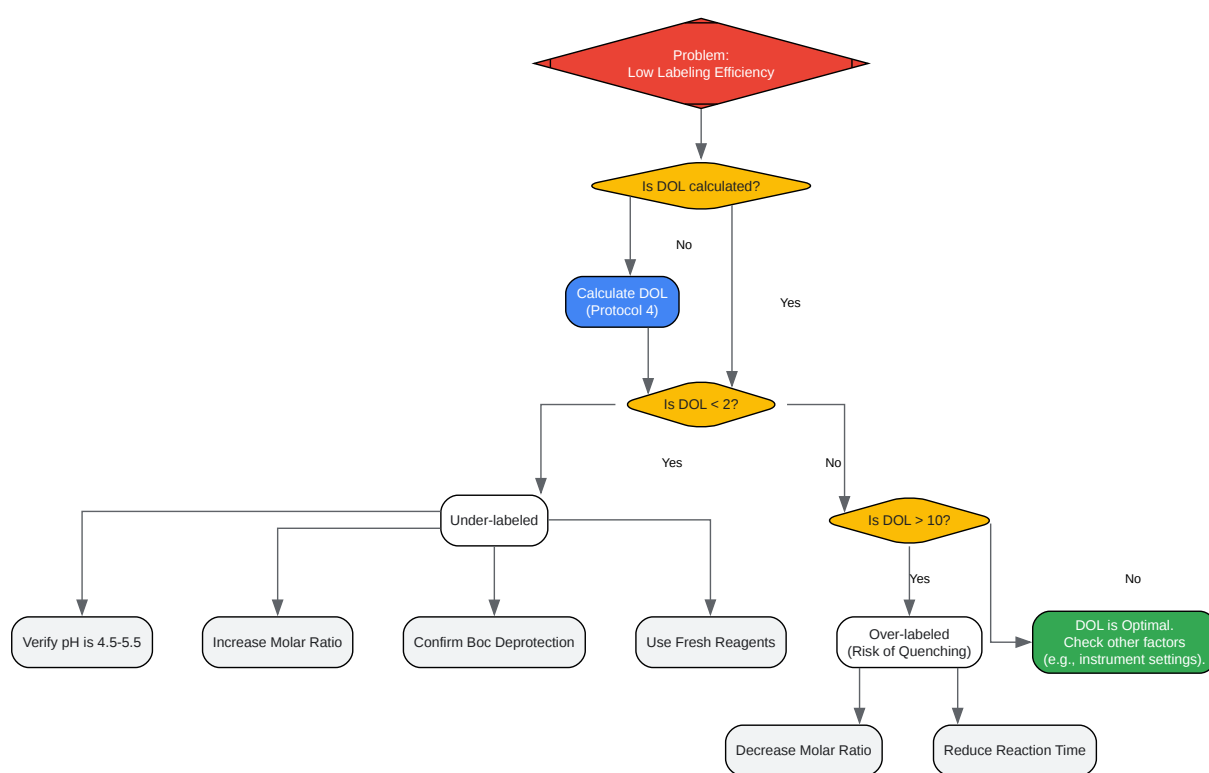 Problem:
Low Labeling Efficiency
Is DOL calculated?
No
Calculate DOL
(Protocol 4)
Yes
Is DOL < 2?
Yes
No
Under-labeled
Is DOL > 10?
Yes
No
Verify pH is 4.5-5.5
Increase Molar Ratio
Confirm Boc Deprotection
Use Fresh Reagents
Over-labeled
(Risk of Quenching)
DOL is Optimal.
Check other factors
(e.g., instrument settings).
Decrease Molar Ratio
Reduce Reaction Time